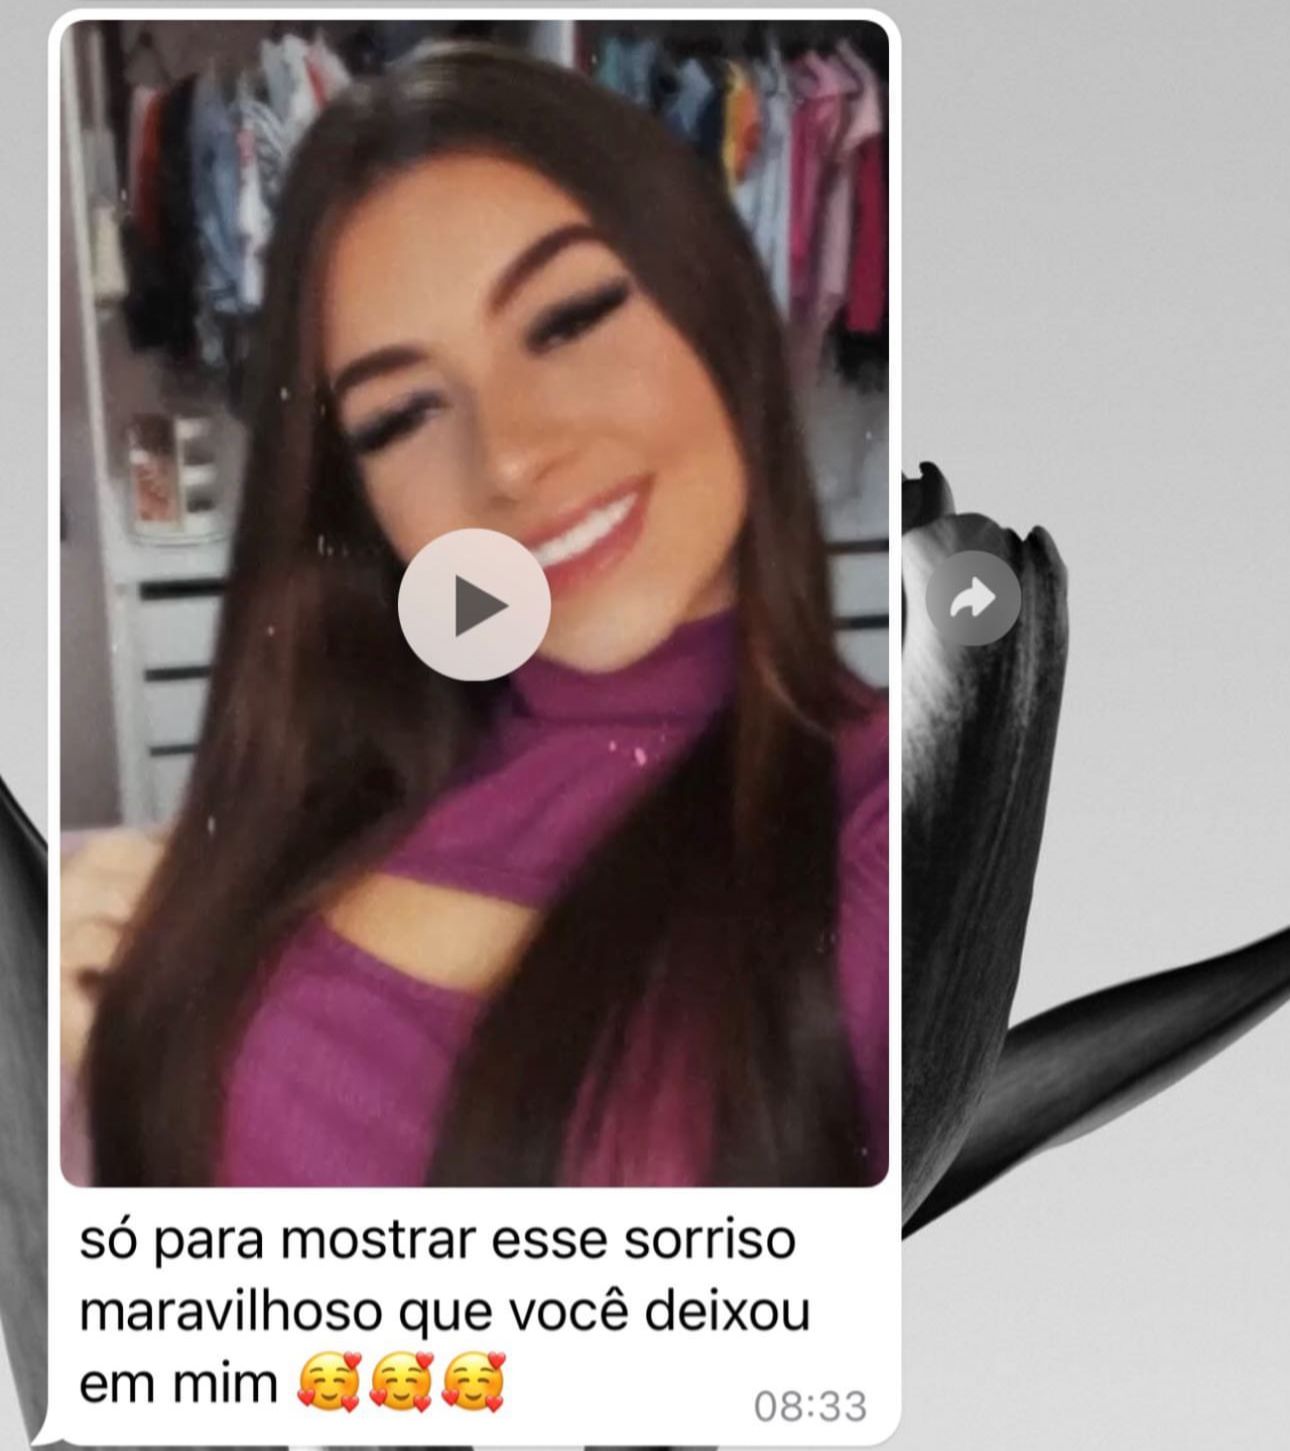 só para mostrar esse sorriso
maravilhoso que você deixou
em mim 🥰🥰🥰
08:33